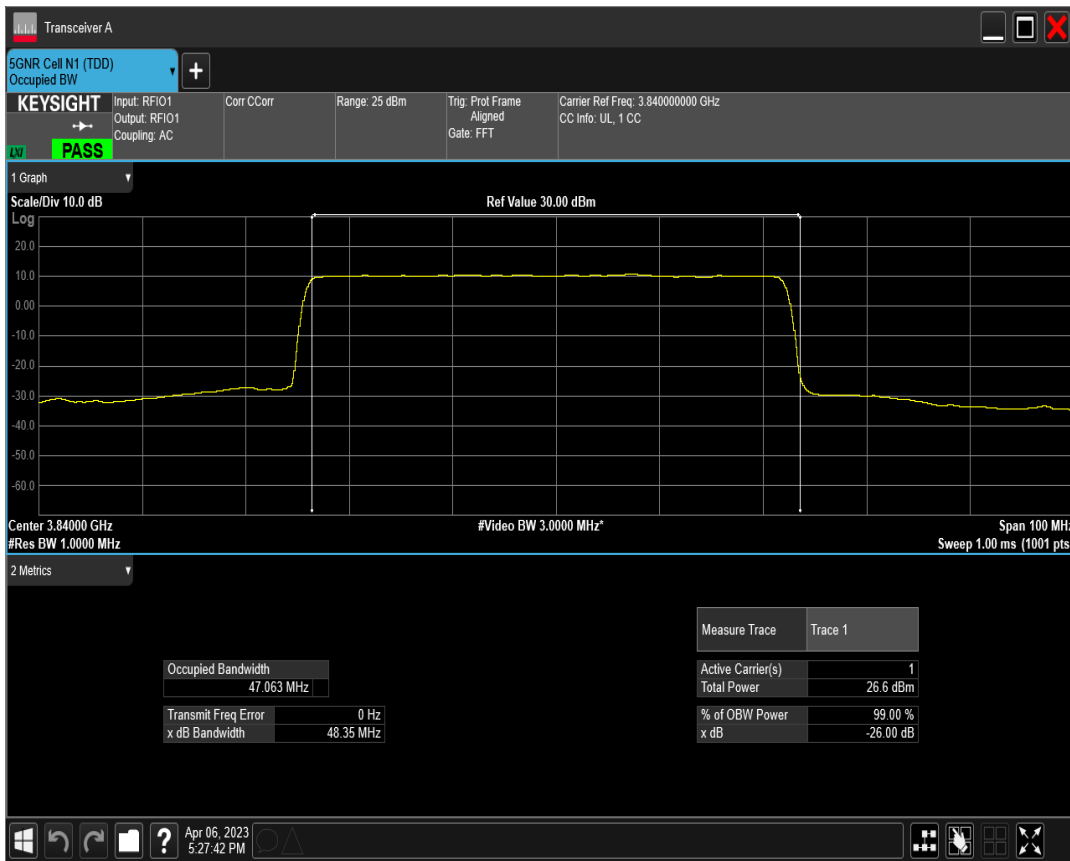 Transceiver A
5GNR Cell N1 (TDD)
Occupied BW
+
KEYSIGHT
LXI
PASS
Input: RFIO1
Output: RFIO1
Coupling: AC
Corr CCorr
Range: 25 dBm
Trig: Prot Frame
Aligned
Gate: FFT
Carrier Ref Freq: 3.840000000 GHz
CC Info: UL, 1 CC
1 Graph
Scale/Div 10.0 dB
Ref Value 30.00 dBm
Log
20.0
10.0
0.00
-10.0
-20.0
-30.0
-40.0
-50.0
-60.0
Center 3.84000 GHz
#Video BW 3.0000 MHz*
Span 100 MHz
#Res BW 1.0000 MHz
Sweep 1.00 ms (1001 pts
2 Metrics
Measure Trace Trace 1
Occupied Bandwidth
47.063 MHz
Transmit Freq Error 0 Hz
x dB Bandwidth 48.35 MHz
Active Carrier(s) 1
Total Power 26.6 dBm
% of OBW Power 99.00 %
x dB -26.00 dB
?
Apr 06, 2023
5:27:42 PM